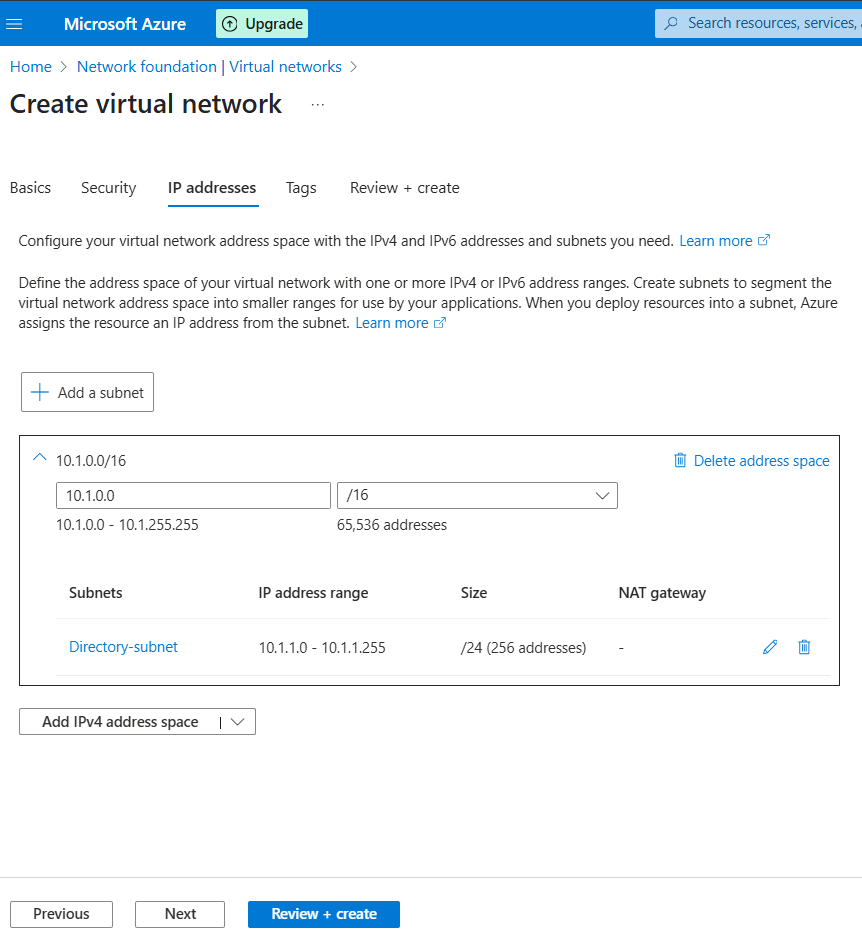 Microsoft Azure
Upgrade
Search resources, services,
Home > Network foundation | Virtual networks >
Create virtual network ...
Basics Security IP addresses Tags Review + create
Configure your virtual network address space with the IPv4 and IPv6 addresses and subnets you need. Learn more
Define the address space of your virtual network with one or more IPv4 or IPv6 address ranges. Create subnets to segment the
virtual network address space into smaller ranges for use by your applications. When you deploy resources into a subnet, Azure
assigns the resource an IP address from the subnet. Learn more
Add a subnet
10.1.0.0/16 Delete address space
10.1.0.0 /16
10.1.0.0 - 10.1.255.255 65,536 addresses
Subnets IP address range Size NAT gateway
Directory-subnet 10.1.1.0 - 10.1.1.255 /24 (256 addresses) -
Add IPv4 address space |
Previous Next Review + create